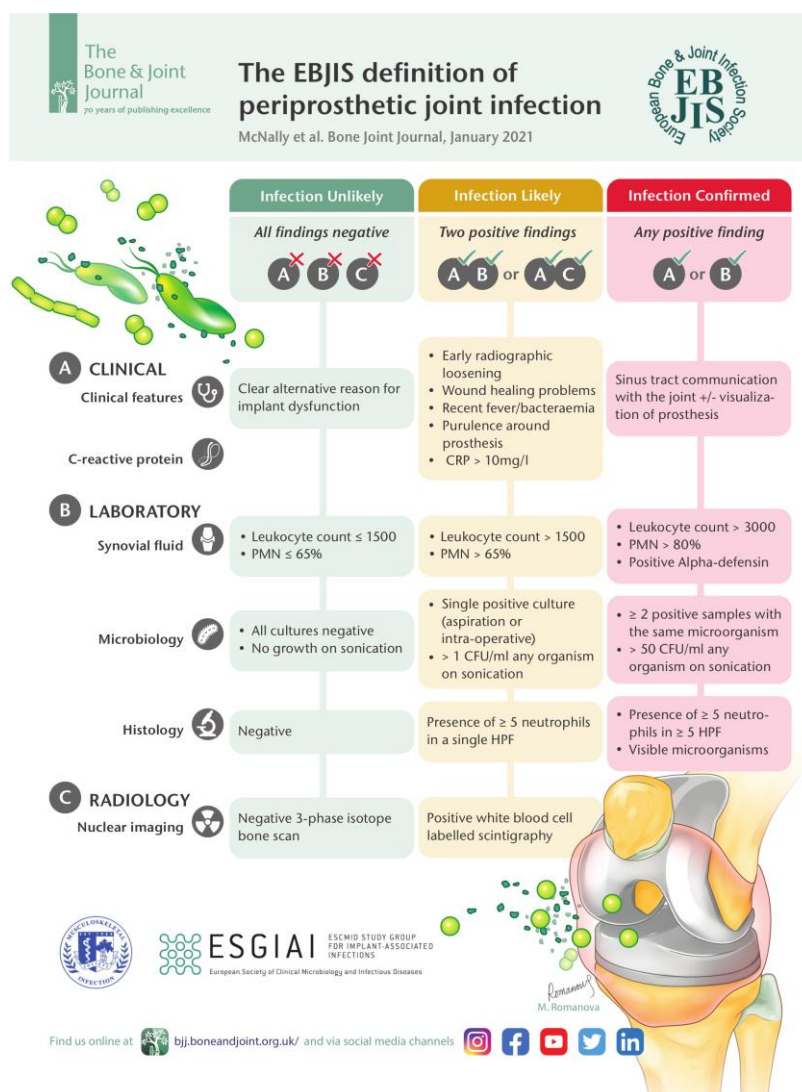 The
Bone & Joint
Journal
70 years of publishing excellence
The EBJIS definition of
periprosthetic joint infection
McNally et al. Bone Joint Journal, January 2021
European Bone & Joint Infection Society
EB
JIS
Infection Unlikely
Infection Likely
Infection Confirmed
All findings negative
Two positive findings
Any positive finding
A B C
A B or A C
A or B
A CLINICAL
Clinical features
Clear alternative reason for
implant dysfunction
• Early radiographic
loosening
• Wound healing problems
• Recent fever/bacteraemia
• Purulence around
prosthesis
• CRP > 10mg/l
Sinus tract communication
with the joint +/- visualiza-
tion of prosthesis
C-reactive protein
B LABORATORY
Synovial fluid
• Leukocyte count ≤ 1500
• PMN ≤ 65%
• Leukocyte count > 1500
• PMN > 65%
• Leukocyte count > 3000
• PMN > 80%
• Positive Alpha-defensin
Microbiology
• All cultures negative
• No growth on sonication
• Single positive culture
(aspiration or
intra-operative)
• > 1 CFU/ml any organism
on sonication
• ≥ 2 positive samples with
the same microorganism
• > 50 CFU/ml any
organism on sonication
Histology
Negative
Presence of ≥ 5 neutrophils
in a single HPF
• Presence of ≥ 5 neutro-
phils in ≥ 5 HPF
• Visible microorganisms
C RADIOLOGY
Nuclear imaging
Negative 3-phase isotope
bone scan
Positive white blood cell
labelled scintigraphy
MUSCULOSKELETAL
INFECTION
ESGIAI
ESCMID STUDY GROUP
FOR IMPLANT-ASSOCIATED
INFECTIONS
European Society of Clinical Microbiology and Infectious Diseases
Romanova
M. Romanova
Find us online at bjj.boneandjoint.org.uk/ and via social media channels